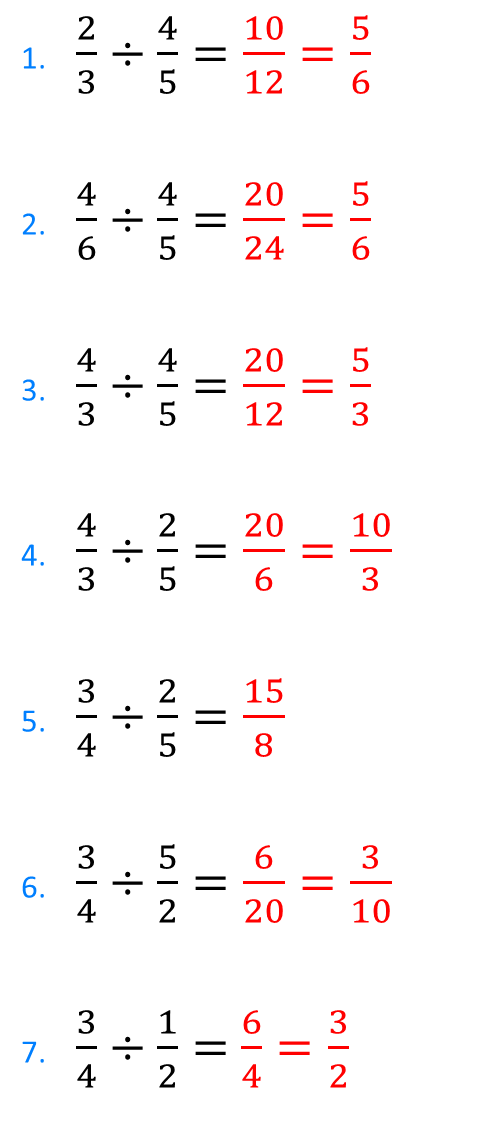 1. 2/3 ÷ 4/5 = 10/12 = 5/6
2. 4/6 ÷ 4/5 = 20/24 = 5/6
3. 4/3 ÷ 4/5 = 20/12 = 5/3
4. 4/3 ÷ 2/5 = 20/6 = 10/3
5. 3/4 ÷ 2/5 = 15/8
6. 3/4 ÷ 5/2 = 6/20 = 3/10
7. 3/4 ÷ 1/2 = 6/4 = 3/2